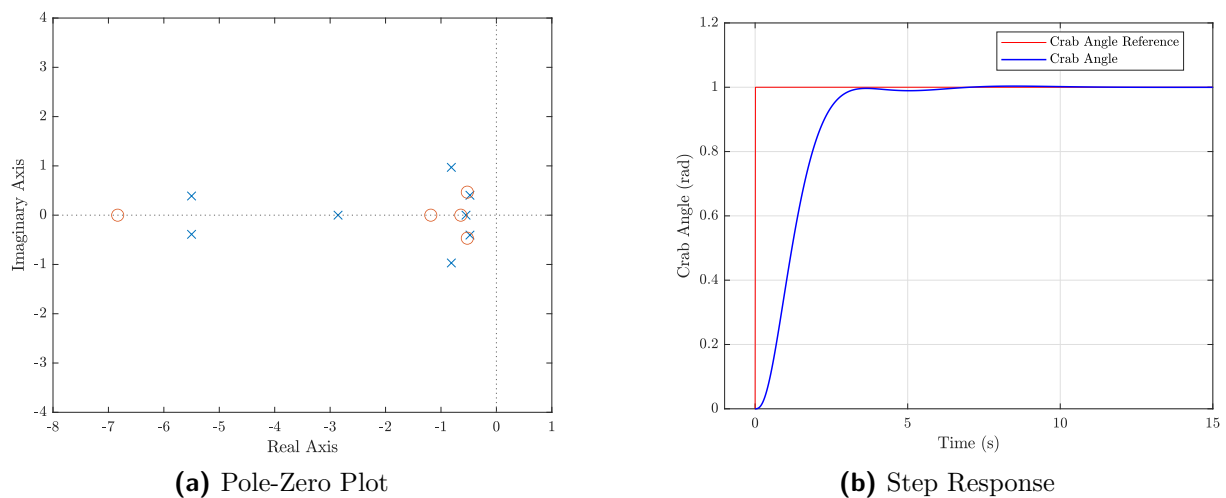 4
3
2
1
0
-1
-2
-3
-4
Imaginary Axis
-8 -7 -6 -5 -4 -3 -2 -1 0 1
Real Axis
(a) Pole-Zero Plot
1.2
1
0.8
0.6
0.4
0.2
0
Crab Angle (rad)
Crab Angle Reference
Crab Angle
0 5 10 15
Time (s)
(b) Step Response